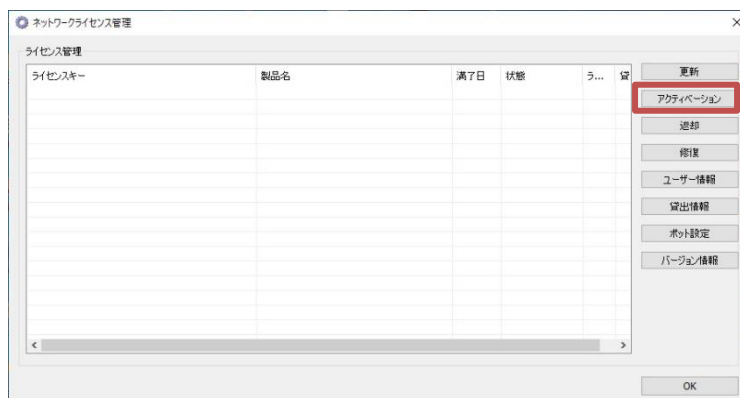 ネットワークライセンス管理
ライセンス管理
ライセンスキー 製品名 満了日 状態 ラ... 貸
更新
アクティベーション
返却
修復
ユーザー情報
貸出情報
ポット設定
バージョン情報
OK